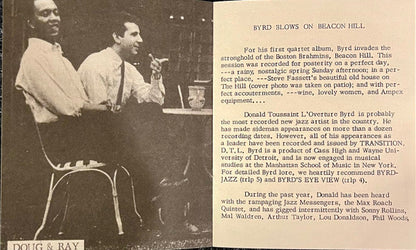 DOUG & RAY
BYRD BLOWS ON BEACON HILL
For his first quartet album, Byrd invades the
stronghold of the Boston Brahmins, Beacon Hill. This
session was recorded for posterity on a perfect day,
---a rainy, nostalgic spring Sunday afternoon; in a per-
fect place, ---Steve Fassett's beautiful old house on
The Hill (cover photo was taken on patio); and with per-
fect accouterments, ---wine, lovely women, and Ampex
equipment....
Donald Toussaint L'Overture Byrd is probably
the most recorded new jazz artist in the country. He
has made sideman appearances on more than a dozen
recording dates. However, all of his appearances as
a leader have been recorded and issued by TRANSITION.
D.T.L. Byrd is a product of Cass High and Wayne Uni-
versity of Detroit, and is now engaged in musical
studies at the Manhattan School of Music in New York.
For detailed Byrd lore, we heartily recommend BYRD-
JAZZ (trlp 5) and BYRD'S EYE VIEW (trlp 4).
During the past year, Donald has been heard
with the rampaging Jazz Messengers, the Max Roach
Quinter, and has gigged intermittently with Sonny Rollins,
Mal Waldren, Arthur Taylor, Lou Donaldson, Phil Woods,